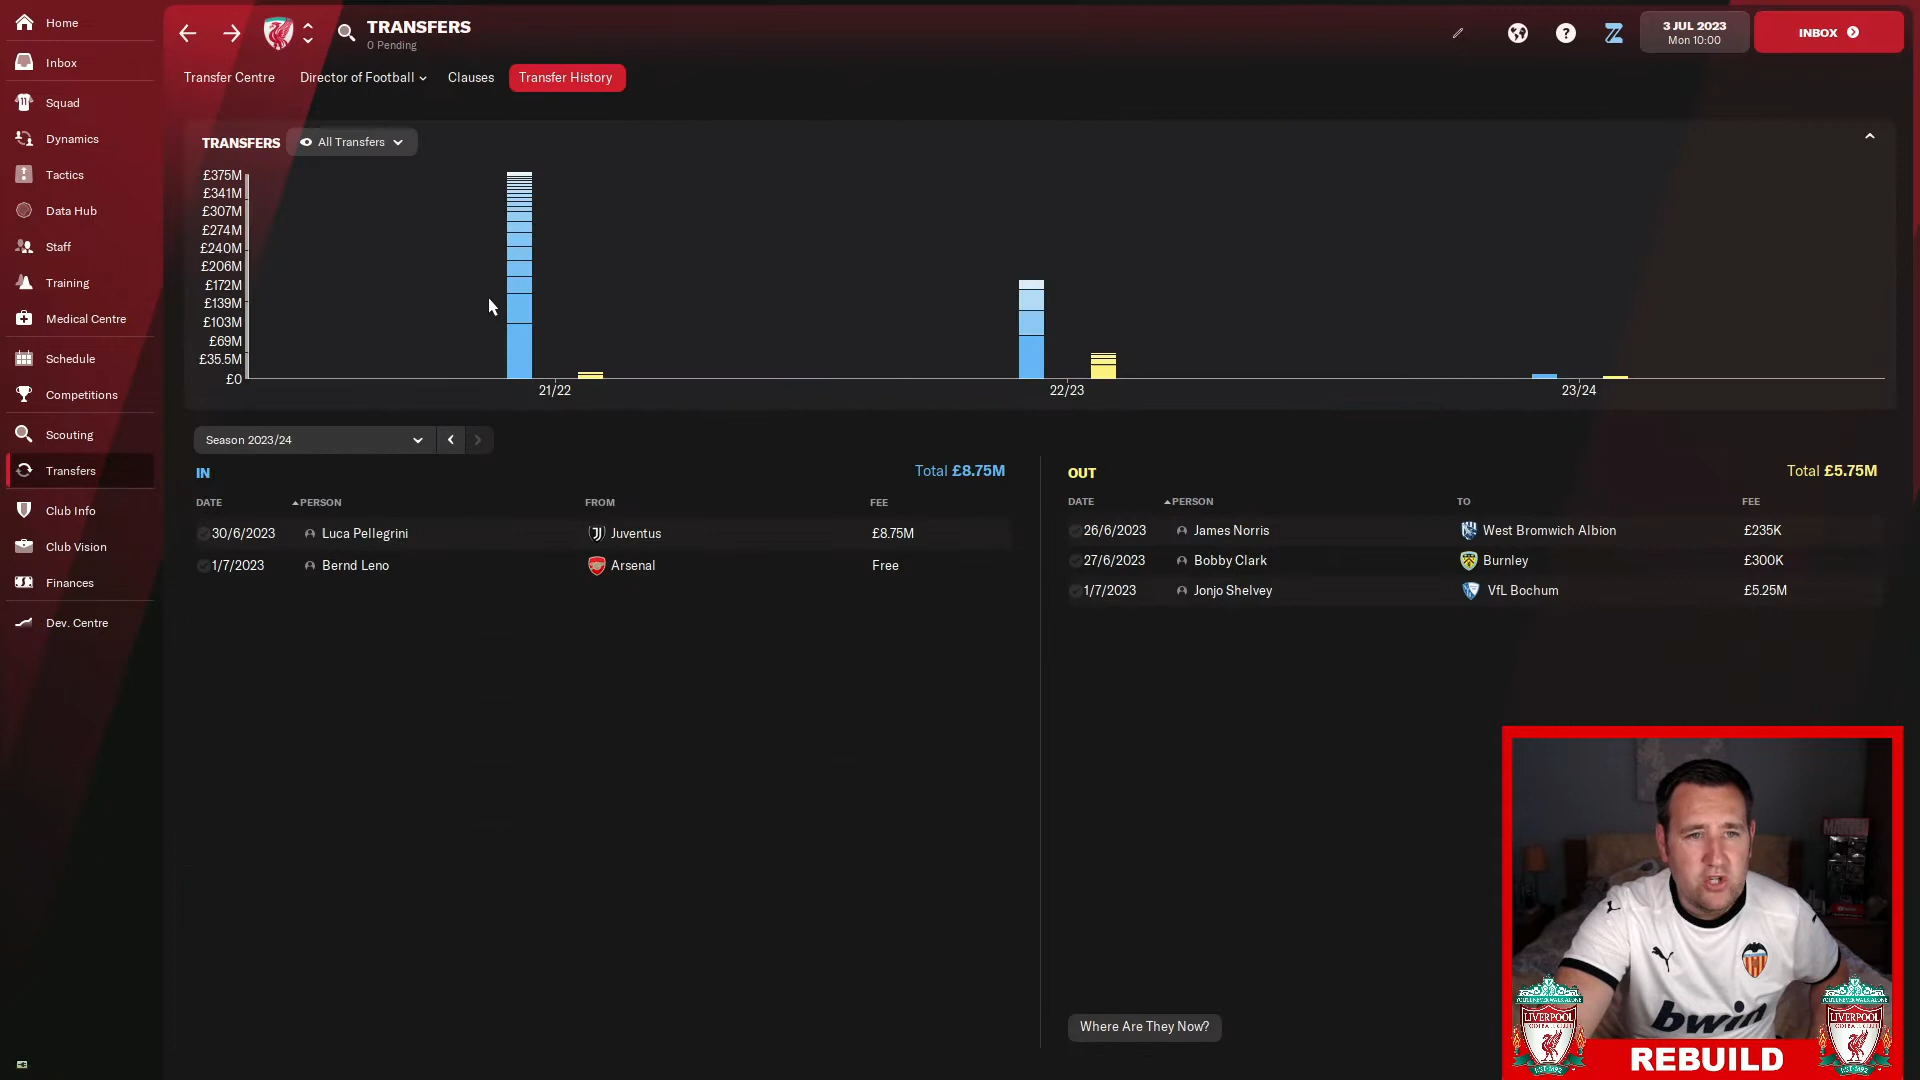 Home
Inbox
Squad
Dynamics
Tactics
Data Hub
Staff
Training
Medical Centre
Schedule
Competitions
Scouting
Transfers
Club Info
Club Vision
Finances
Dev. Centre
TRANSFERS
0 Pending
3 JUL 2023
Mon 10:00
INBOX
Transfer Centre
Director of Football
Clauses
Transfer History
TRANSFERS
All Transfers
£375M
£341M
£307M
£274M
£240M
£206M
£172M
£139M
£103M
£69M
£35.5M
£0
21/22
22/23
23/24
Season 2023/24
IN
Total £8.75M
DATE PERSON FROM FEE
30/6/2023 Luca Pellegrini Juventus £8.75M
1/7/2023 Bernd Leno Arsenal Free
OUT
Total £5.75M
DATE PERSON TO FEE
26/6/2023 James Norris West Bromwich Albion £235K
27/6/2023 Bobby Clark Burnley £300K
1/7/2023 Jonjo Shelvey VfL Bochum £5.25M
Where Are They Now?
bwin
LIVERPOOL
FOOTBALL CLUB
LIVERPOOL
FOOTBALL CLUB
REBUILD